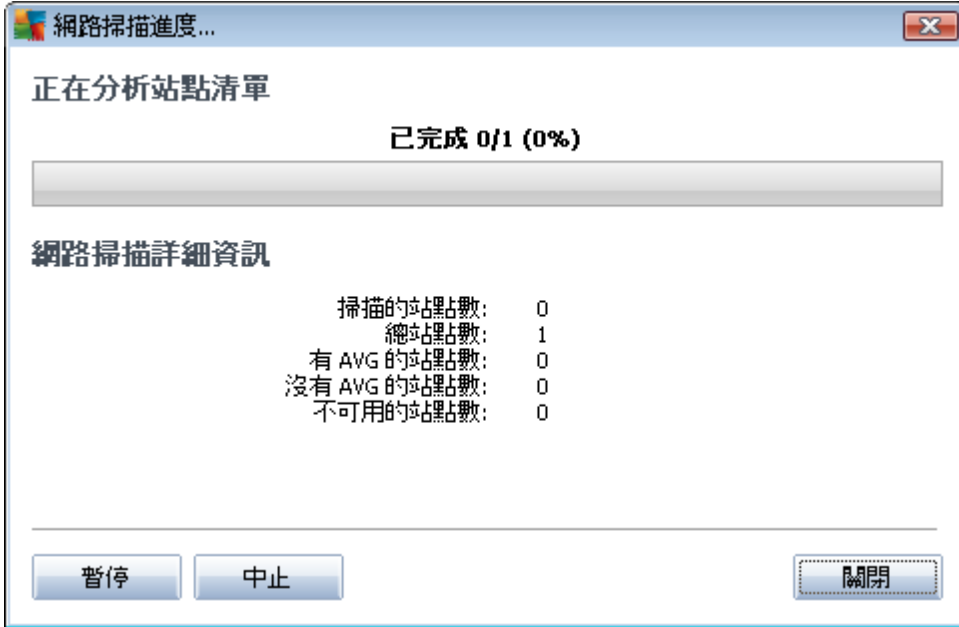 網路掃描進度...
正在分析站點清單
已完成 0/1 (0%)
網路掃描詳細資訊
掃描的站點數: 0
總站點數: 1
有 AVG 的站點數: 0
沒有 AVG 的站點數: 0
不可用的站點數: 0
暫停 中止 關閉